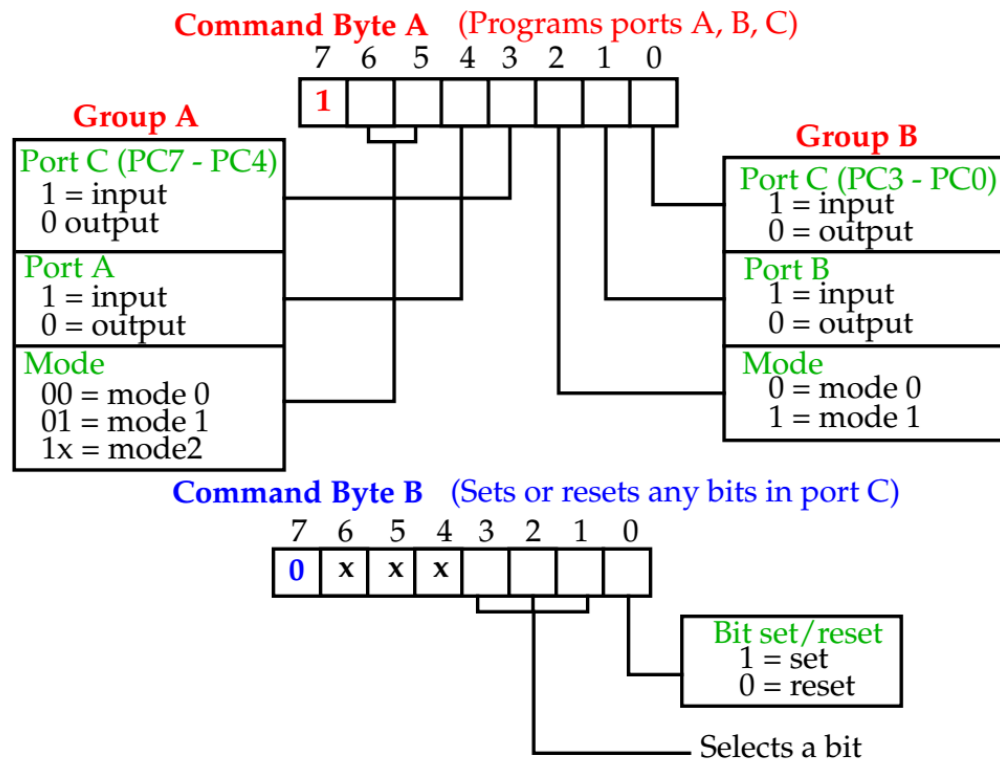 Command Byte A (Programs ports A, B, C)
7 6 5 4 3 2 1 0
1
Group A
Port C (PC7 - PC4)
1 = input
0 output
Port A
1 = input
0 = output
Mode
00 = mode 0
01 = mode 1
1x = mode2
Group B
Port C (PC3 - PC0)
1 = input
0 = output
Port B
1 = input
0 = output
Mode
0 = mode 0
1 = mode 1
Command Byte B (Sets or resets any bits in port C)
7 6 5 4 3 2 1 0
0 x x x
Bit set/reset
1 = set
0 = reset
Selects a bit